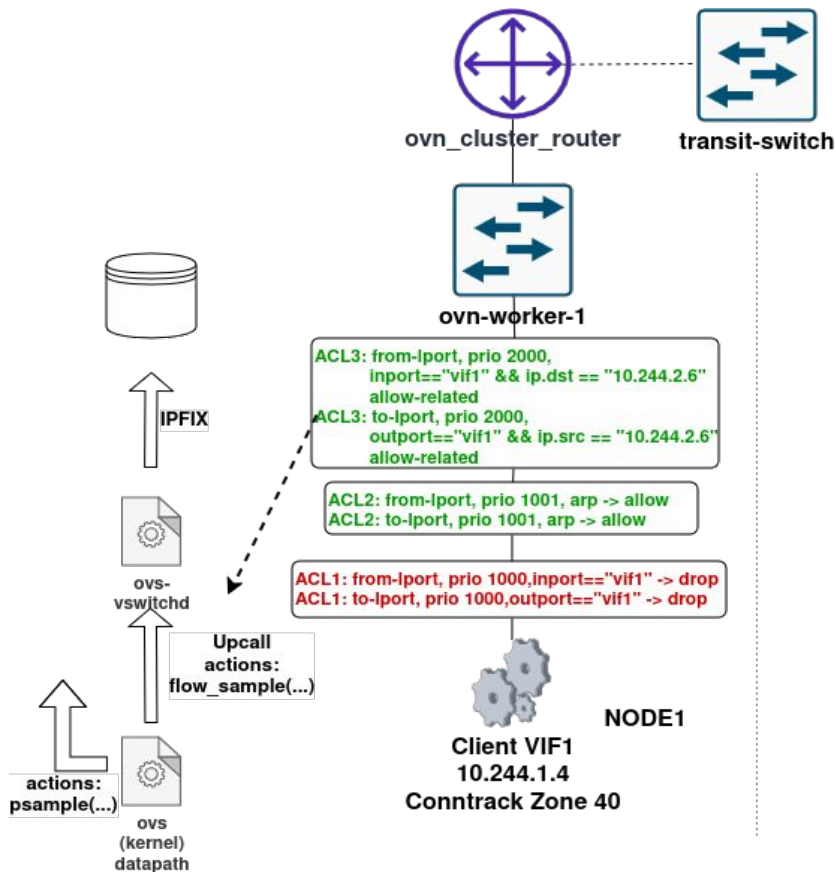 ovn_cluster_router
transit-switch
ovn-worker-1
ACL3: from-lport, prio 2000,
inport=="vif1" && ip.dst == "10.244.2.6"
allow-related
ACL3: to-lport, prio 2000,
outport=="vif1" && ip.src == "10.244.2.6"
allow-related
ACL2: from-lport, prio 1001, arp -> allow
ACL2: to-lport, prio 1001, arp -> allow
ACL1: from-lport, prio 1000,inport=="vif1" -> drop
ACL1: to-lport, prio 1000,outport=="vif1" -> drop
Client VIF1
10.244.1.4
Conntrack Zone 40
NODE1
IPFIX
ovs-
vswitchd
Upcall
actions:
flow_sample(...)
actions:
psample(...)
ovs
(kernel)
datapath